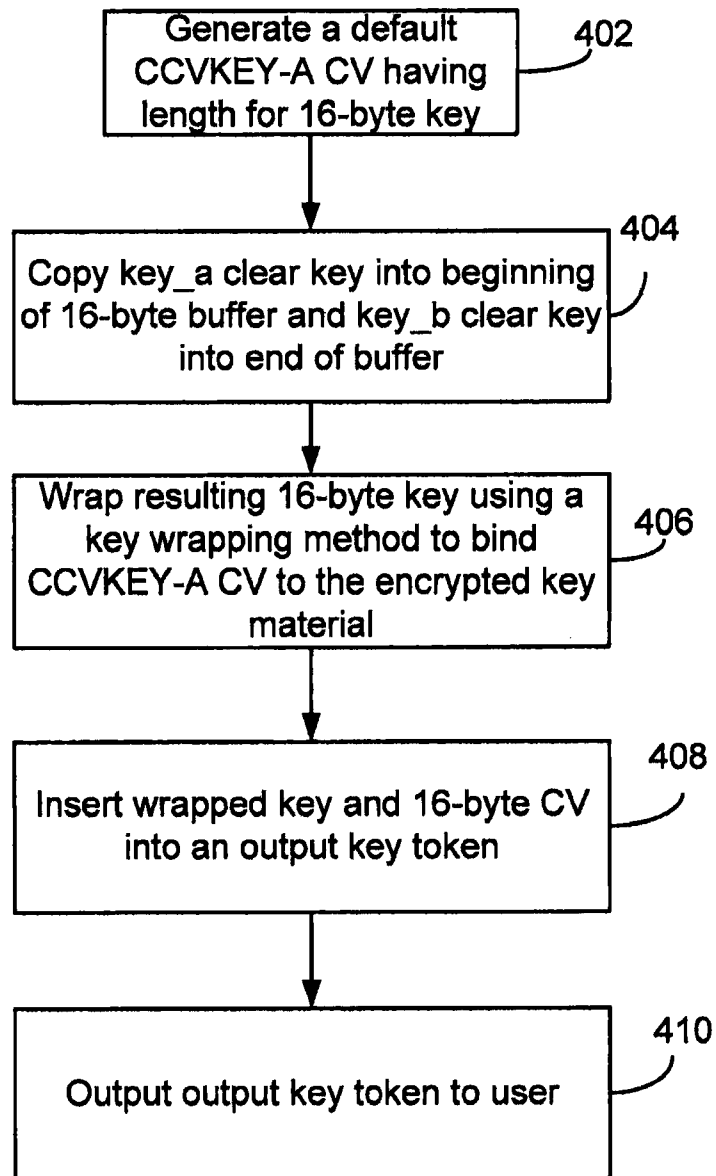 Generate a default
CCVKEY-A CV having
length for 16-byte key
402
404
Copy key_a clear key into beginning
of 16-byte buffer and key_b clear key
into end of buffer
Wrap resulting 16-byte key using a
key wrapping method to bind
CCVKEY-A CV to the encrypted key
material
406
408
Insert wrapped key and 16-byte CV
into an output key token
410
Output output key token to user